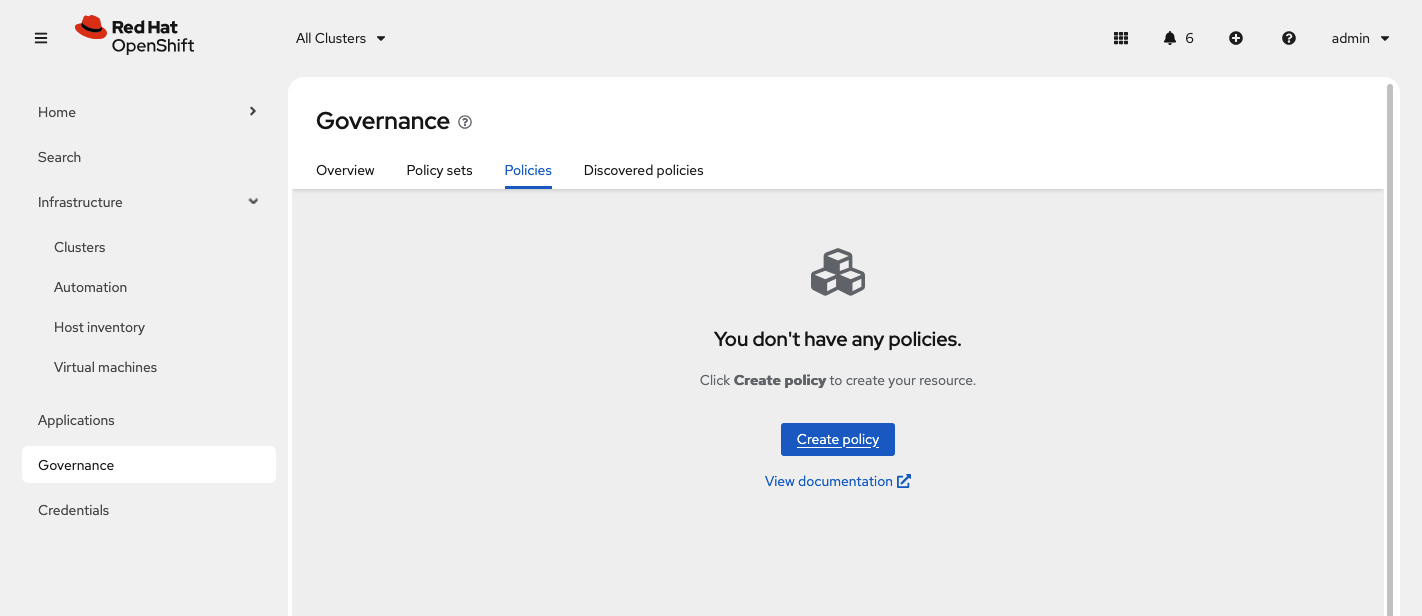 Red Hat
OpenShift
All Clusters
6
admin
Home
Search
Infrastructure
Clusters
Automation
Host inventory
Virtual machines
Applications
Governance
Credentials
Governance
Overview Policy sets Policies Discovered policies
You don't have any policies.
Click Create policy to create your resource.
Create policy
View documentation